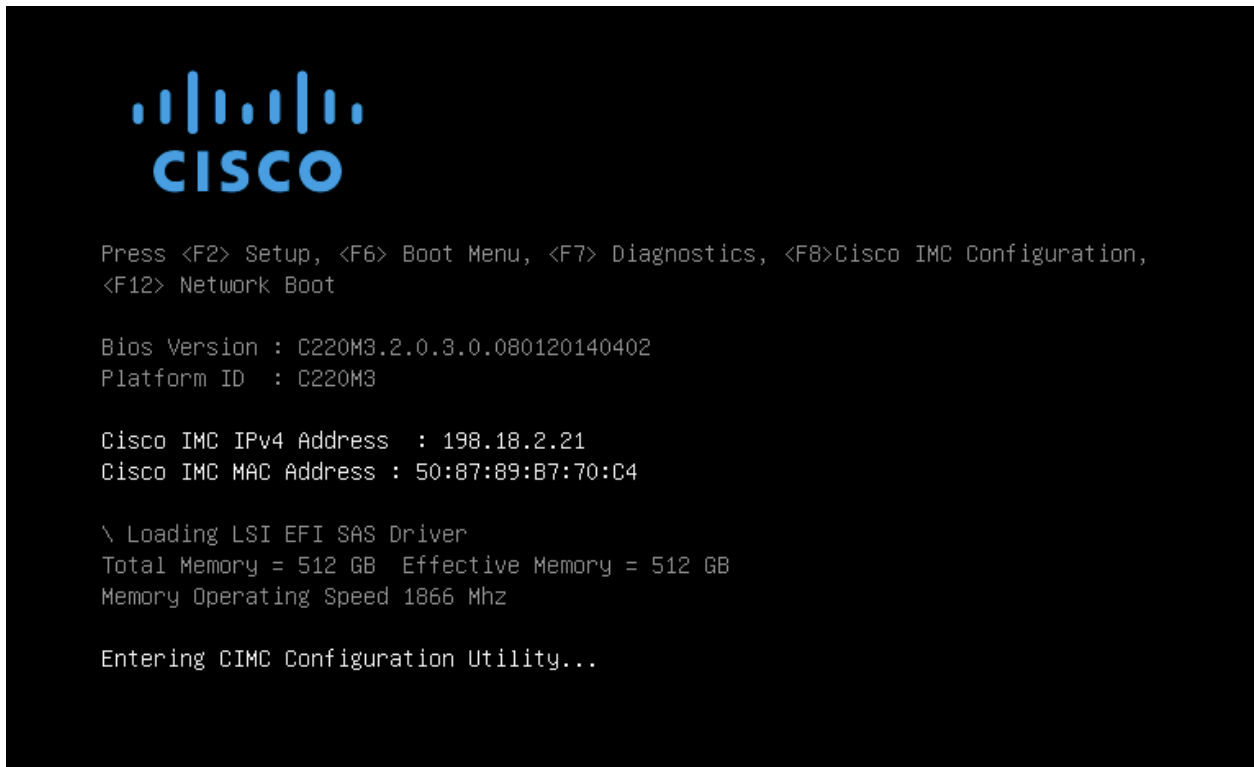 CISCO
Press <F2> Setup, <F6> Boot Menu, <F7> Diagnostics, <F8>Cisco IMC Configuration,
<F12> Network Boot
Bios Version : C220M3.2.0.3.0.080120140402
Platform ID  : C220M3
Cisco IMC IPv4 Address  : 198.18.2.21
Cisco IMC MAC Address : 50:87:89:B7:70:C4
\ Loading LSI EFI SAS Driver
Total Memory = 512 GB  Effective Memory = 512 GB
Memory Operating Speed 1866 Mhz
Entering CIMC Configuration Utility...